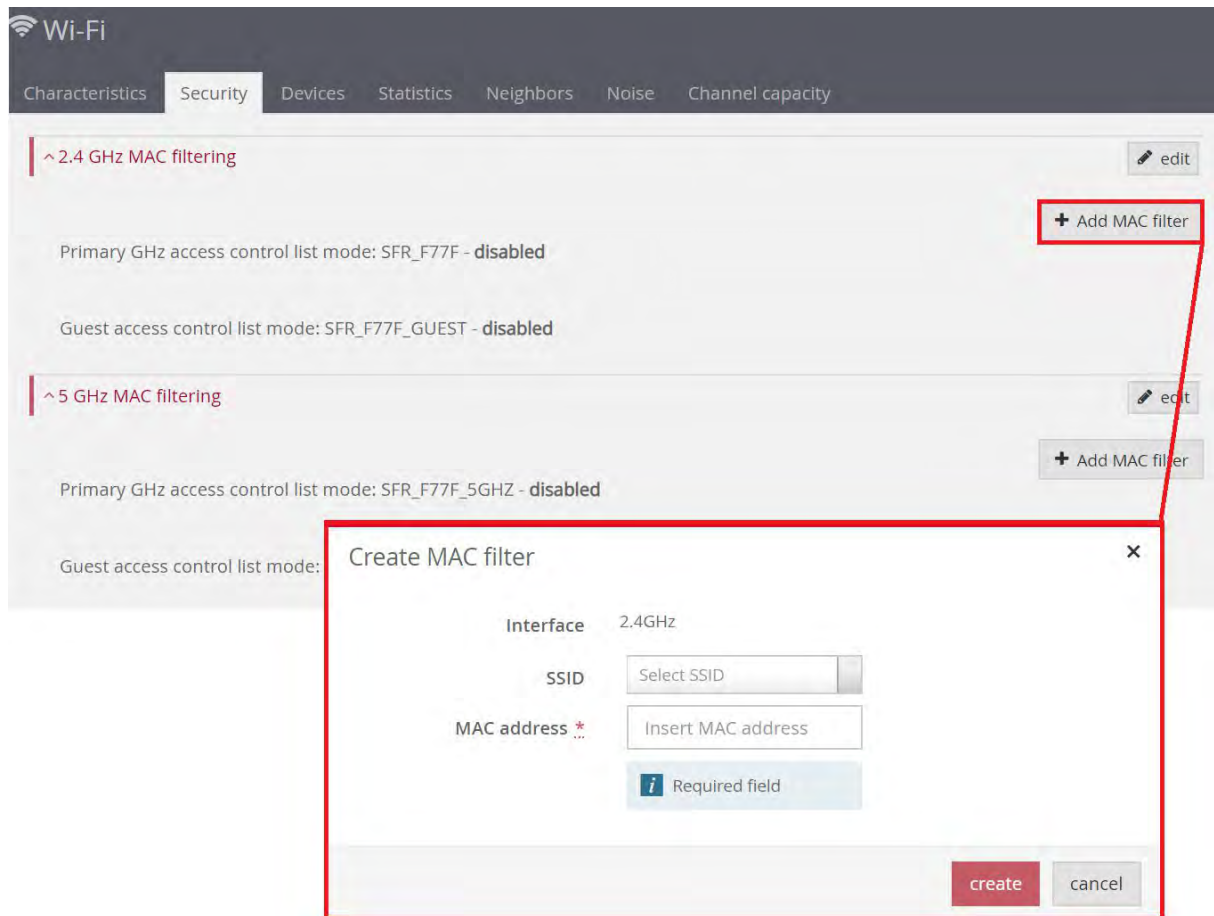 Wi-Fi
Characteristics Security Devices Statistics Neighbors Noise Channel capacity
^ 2.4 GHz MAC filtering edit
+ Add MAC filter
Primary GHz access control list mode: SFR_F77F - disabled
Guest access control list mode: SFR_F77F_GUEST - disabled
^ 5 GHz MAC filtering edit
+ Add MAC filter
Primary GHz access control list mode: SFR_F77F_5GHZ - disabled
Guest access control list mode:
Create MAC filter ×
Interface 2.4GHz
SSID Select SSID
MAC address * Insert MAC address
i Required field
create cancel